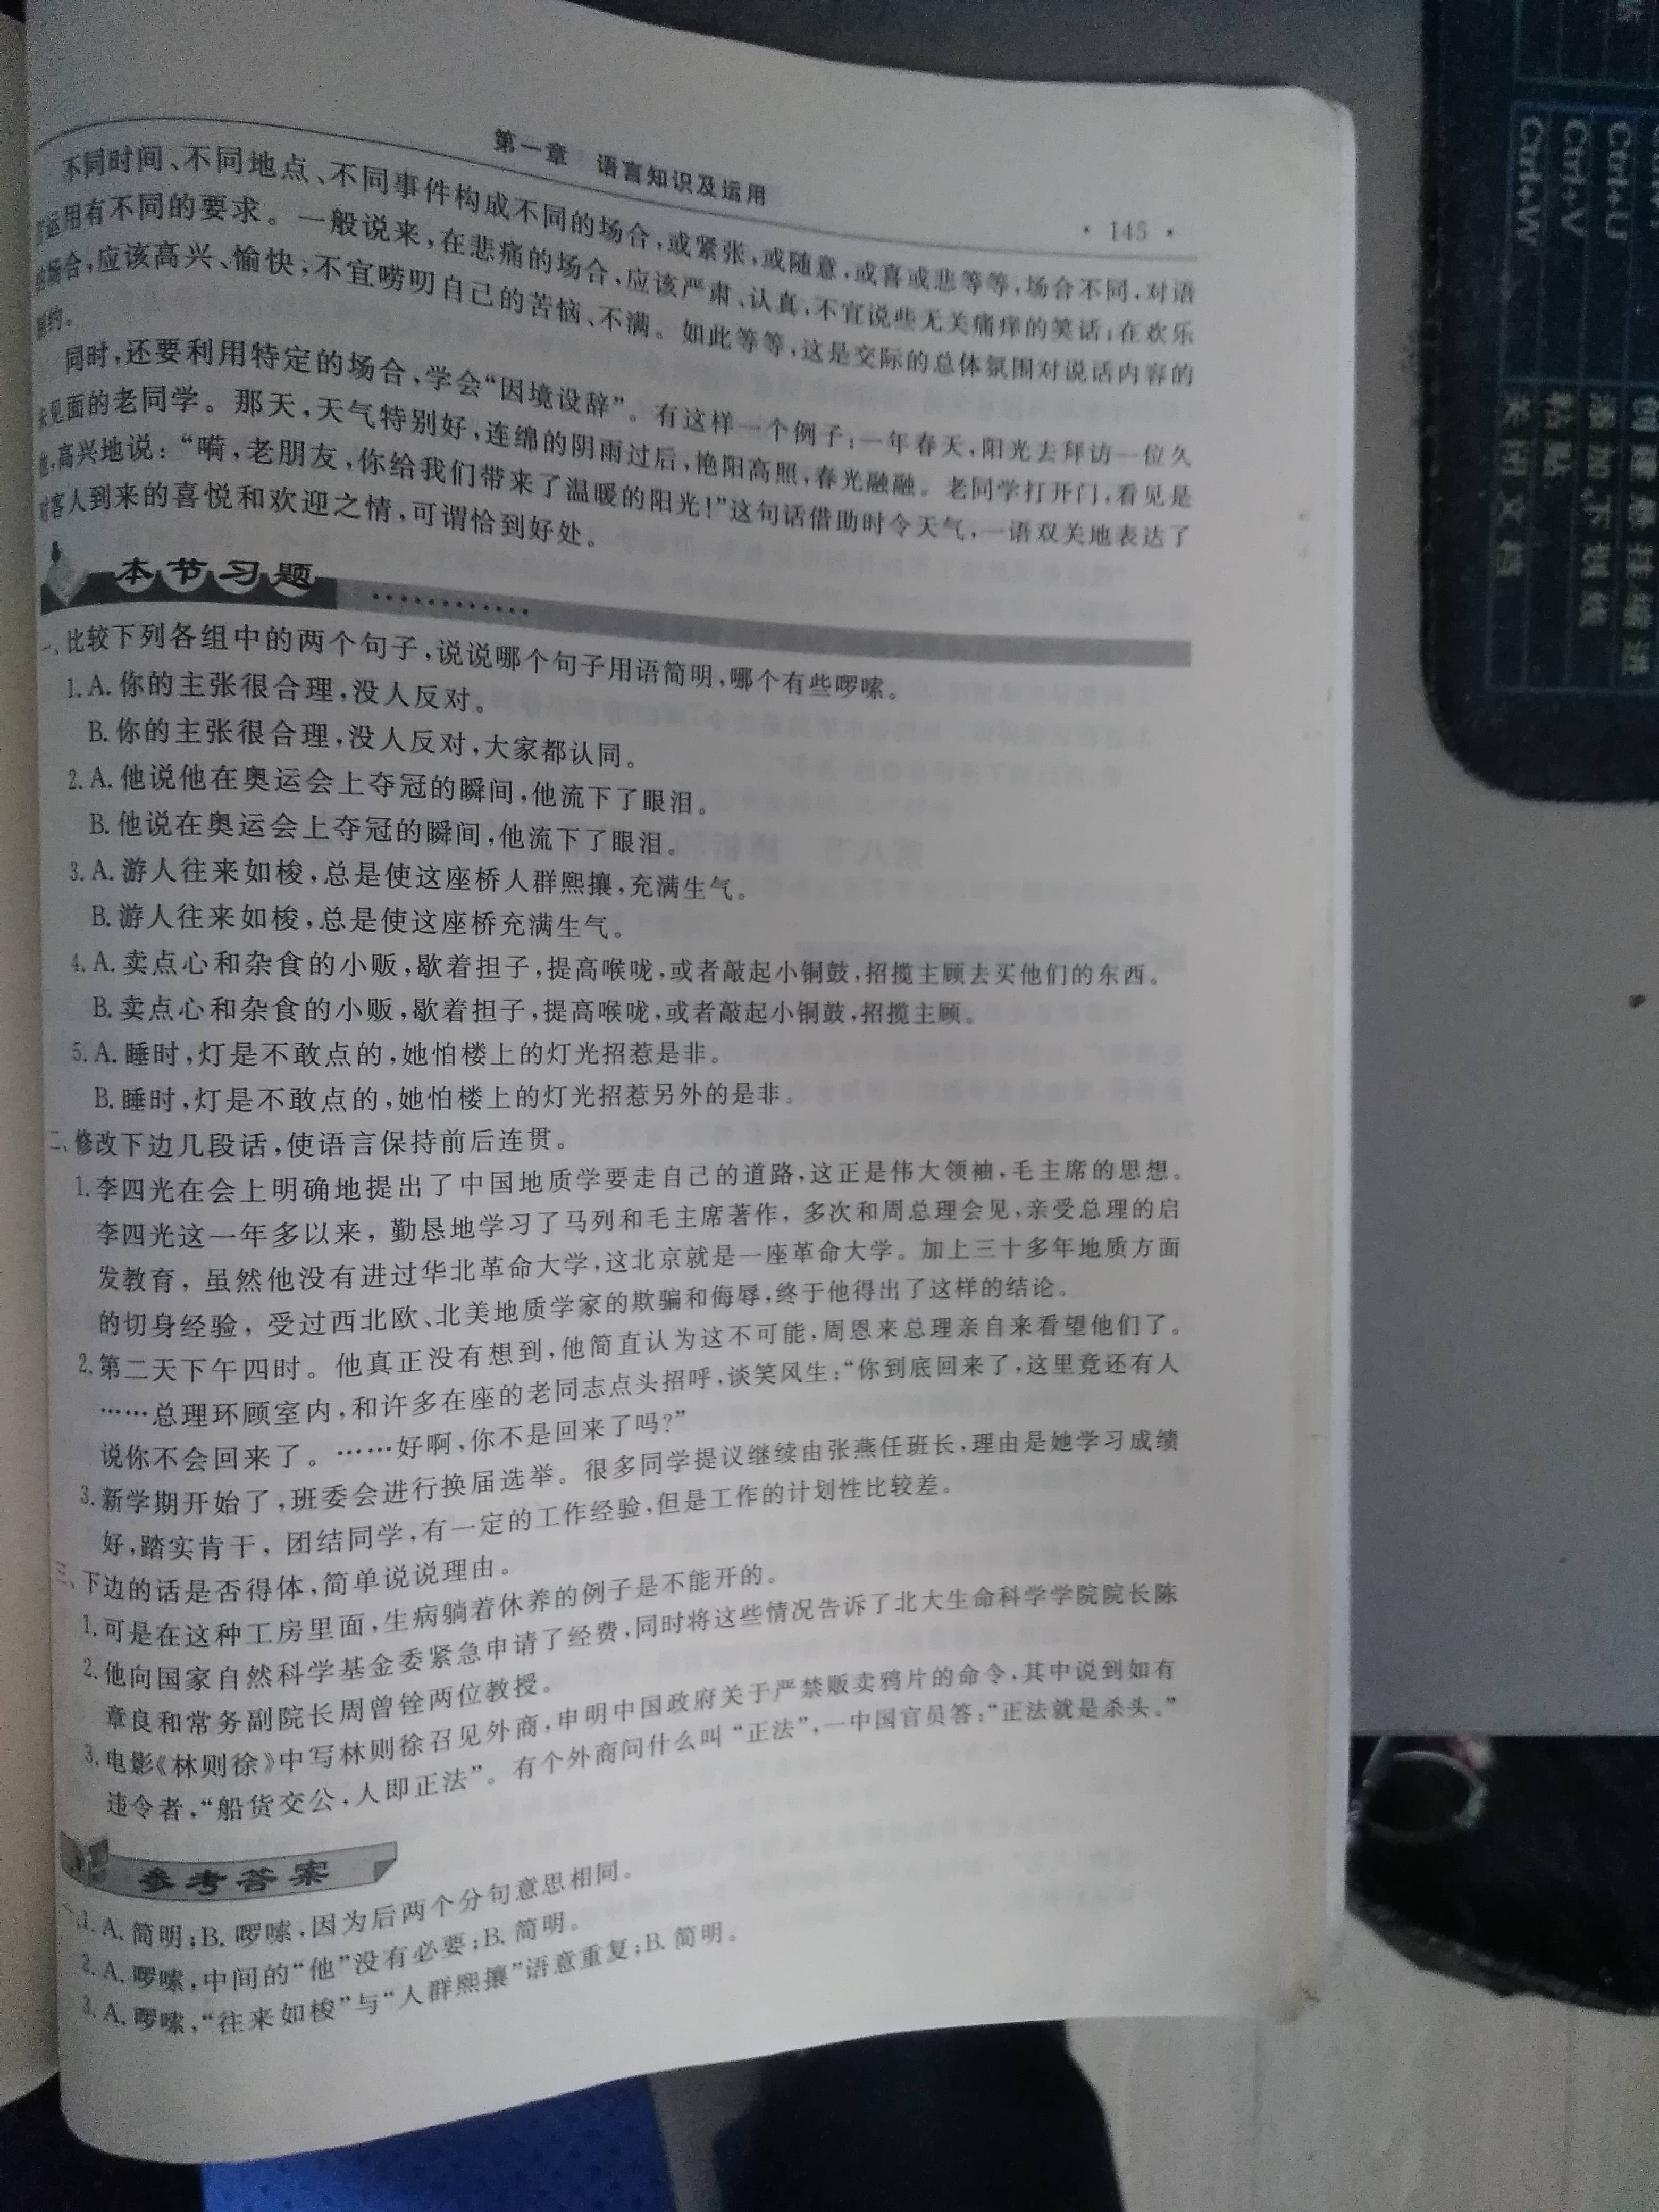 第一章 语言知识及运用
· 145 ·
不同时间、不同地点、不同事件构成不同的场合,或紧张,或随意,或喜或悲等等,场合不同,对语
运用有不同的要求。一般说来,在悲痛的场合,应该严肃、认真,不宜说些无关痛痒的笑话;在欢乐
场合,应该高兴、愉快;不宜唠叨自己的苦恼、不满。如此等等,这是交际的总体氛围对说话内容的
约。
同时,还要利用特定的场合,学会“因境设辞”。有这样一个例子:一年春天,阳光去拜访一位久
未见面的老同学。那天,天气特别好,连绵的阴雨过后,艳阳高照,春光融融。老同学打开门,看见是
他,高兴地说:“嗬,老朋友,你给我们带来了温暖的阳光!”这句话借助时令天气,一语双关地表达了
客人到来的喜悦和欢迎之情,可谓恰到好处。
本节习题
一、比较下列各组中的两个句子,说说哪个句子用语简明,哪个有些啰嗦。
1. A. 你的主张很合理,没人反对。
B. 你的主张很合理,没人反对,大家都认同。
2. A. 他说他在奥运会上夺冠的瞬间,他流下了眼泪。
B. 他说在奥运会上夺冠的瞬间,他流下了眼泪。
3. A. 游人往来如梭,总是使这座桥人群熙攘,充满生气。
B. 游人往来如梭,总是使这座桥充满生气。
4. A. 卖点心和杂食的小贩,歇着担子,提高喉咙,或者敲起小铜鼓,招揽主顾去买他们的东西。
B. 卖点心和杂食的小贩,歇着担子,提高喉咙,或者敲起小铜鼓,招揽主顾。
5. A. 睡时,灯是不敢点的,她怕楼上的灯光招惹是非。
B. 睡时,灯是不敢点的,她怕楼上的灯光招惹另外的是非。
二、修改下边几段话,使语言保持前后连贯。
1. 李四光在会上明确地提出了中国地质学要走自己的道路,这正是伟大领袖,毛主席的思想。
李四光这一年多以来,勤恳地学习了马列和毛主席著作,多次和周总理会见,亲受总理的启
发教育,虽然他没有进过华北革命大学,这北京就是一座革命大学。加上三十多年地质方面
的切身经验,受过西北欧、北美地质学家的欺骗和侮辱,终于他得出了这样的结论。
2. 第二天下午四时。他真正没有想到,他简直认为这不可能,周恩来总理亲自来看望他们了。
……总理环顾室内,和许多在座的老同志点头招呼,谈笑风生:“你到底回来了,这里竟还有人
说你不会回来了。……好啊,你不是回来了吗?”
3. 新学期开始了,班委会进行换届选举。很多同学提议继续由张燕任班长,理由是她学习成绩
好,踏实肯干,团结同学,有一定的工作经验,但是工作的计划性比较差。
三、下边的话是否得体,简单说说理由。
1. 可是在这种工房里面,生病躺着休养的例子是不能开的。
2. 他向国家自然科学基金委紧急申请了经费,同时将这些情况告诉了北大生命科学学院院长陈
章良和常务副院长周曾铨两位教授。
3. 电影《林则徐》中写林则徐召见外商,申明中国政府关于严禁贩卖鸦片的命令,其中说到如有
违令者,“船货交公,人即正法”。有个外商问什么叫“正法”,一中国官员答:“正法就是杀头。”
参考答案
一、1. A. 简明;B. 啰嗦,因为后两个分句意思相同。
2. A. 啰嗦,中间的“他”没有必要;B. 简明。
3. A. 啰嗦,“往来如梭”与“人群熙攘”语意重复;B. 简明。
Ctrl+U
Ctrl+V
Ctrl+W
添加下划线
粘贴
关闭文档